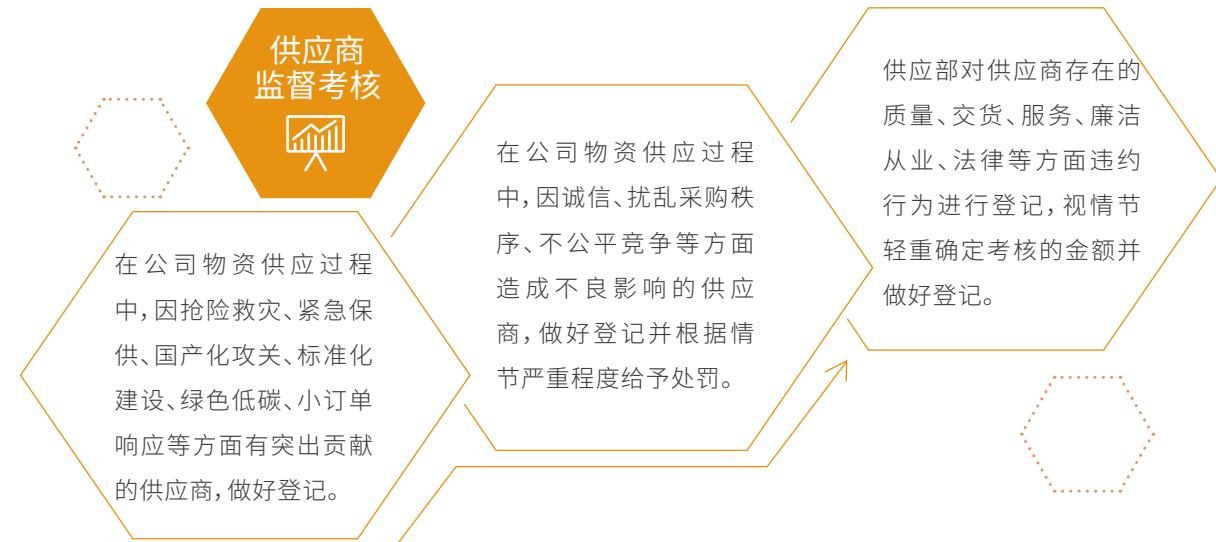 供应商
监督考核
在公司物资供应过程
中，因抢险救灾、紧急保
供、国产化攻关、标准化
建设、绿色低碳、小订单
响应等方面有突出贡献
的供应商，做好登记。
在公司物资供应过程
中，因诚信、扰乱采购秩
序、不公平竞争等方面
造成不良影响的供应
商，做好登记并根据情
节严重程度给予处罚。
供应部对供应商存在的
质量、交货、服务、廉洁
从业、法律等方面违约
行为进行登记，视情节
轻重确定考核的金额并
做好登记。